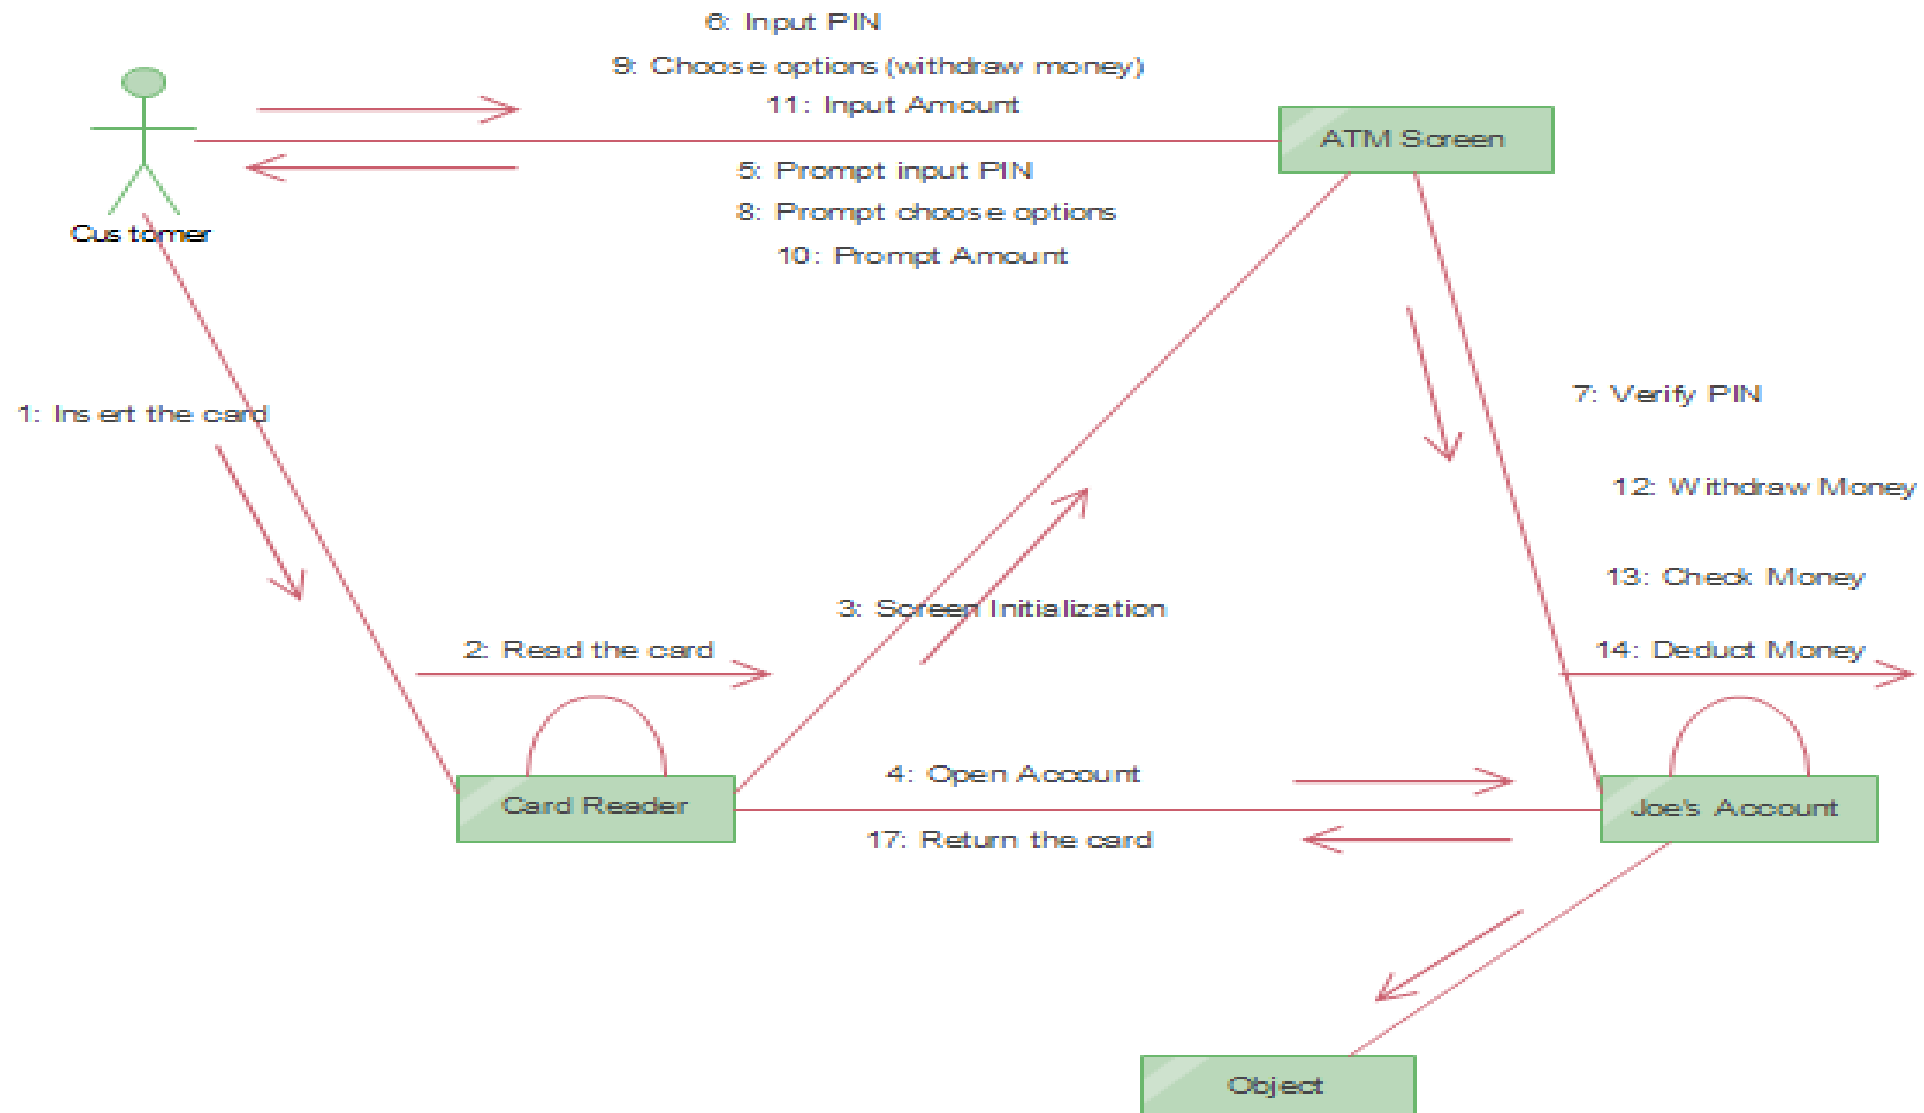 6: Input PIN
9: Choose options (withdraw money)
11: Input Amount
ATM Screen
5: Prompt input PIN
8: Prompt choose options
10: Prompt Amount
Customer
7: Verify PIN
1: Insert the card
12: Withdraw Money
13: Check Money
3: Screen Initialization
2: Read the card
14: Deduct Money
4: Open Account
Card Reader
Joe's Account
17: Return the card
Object